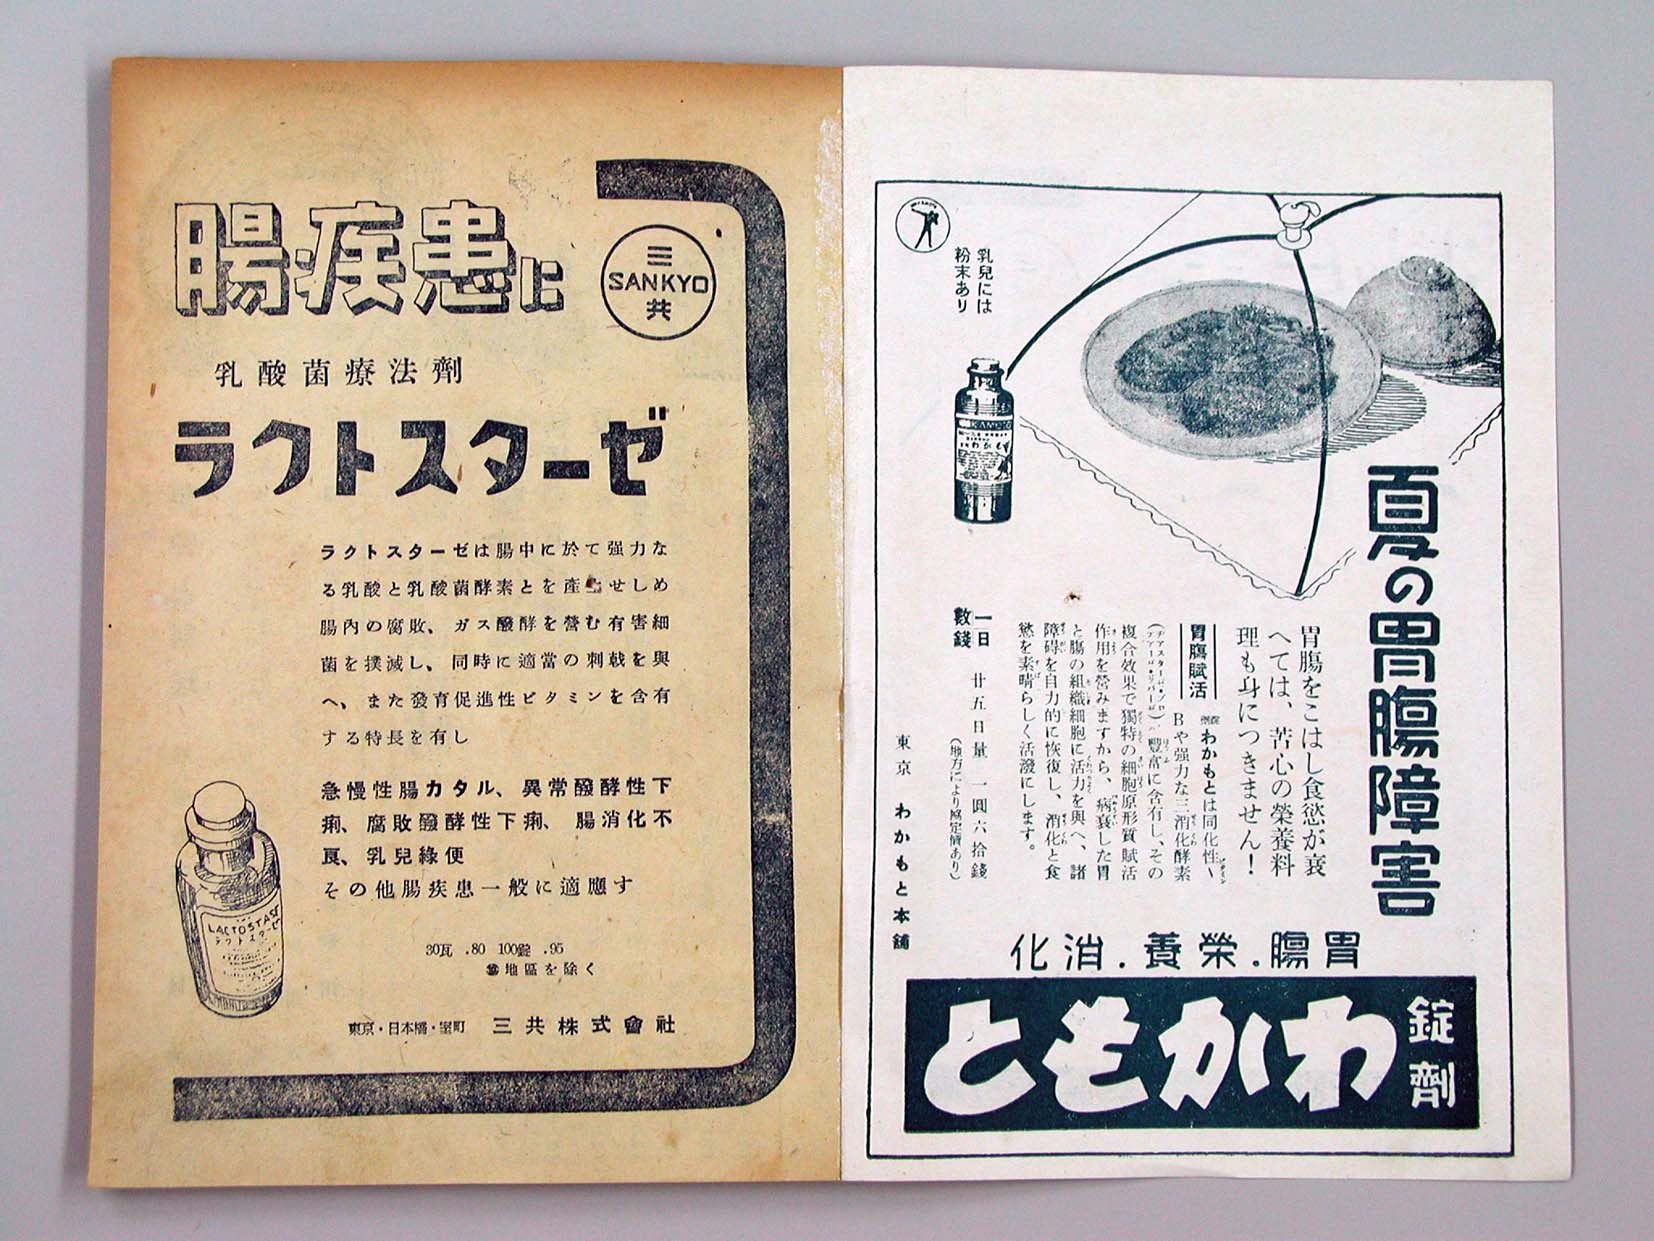 腸疾患に
三
SANKYO
共
乳酸菌療法劑
ラクトスターゼ
ラクトスターゼは腸中に於て强力な
る乳酸と乳酸菌酵素とを產生せしめ
腸內の腐敗、ガス醱酵を營む有害細
菌を撲滅し、同時に適當の刺戟を與
へ、また發育促進性ビタミンを含有
する特長を有し
急慢性腸カタル、異常醱酵性下
痢、腐敗醱酵性下痢、腸消化不
良、乳兒綠便
その他腸疾患一般に適應す
LACTOSTASE
ラクトスターゼ
30瓦 .80 100錠 .95
地區を除く
東京・日本橋・室町 三共株式會社
乳兒には
粉末あり
夏の胃腸障害
胃腸をこはし食慾が衰
へては、苦心の榮養料
理も身につきません!
胃腸賦活
錠劑わかもとは同化性ビタミン
Bや强力な三消化酵素
豐富に含有し、その
複合效果で獨特の細胞原形質賦活
作用を營みますから、病衰した胃
と腸の組織細胞に活力を與へ、諸
障碍を自力的に恢復し、消化と食
慾を素晴らしく活潑にします。
一日數錢 廿五日量 一圓六拾錢
(地方により協定價あり)
東京 わかもと本舖
胃腸.榮養.消化
錠劑
わかもと